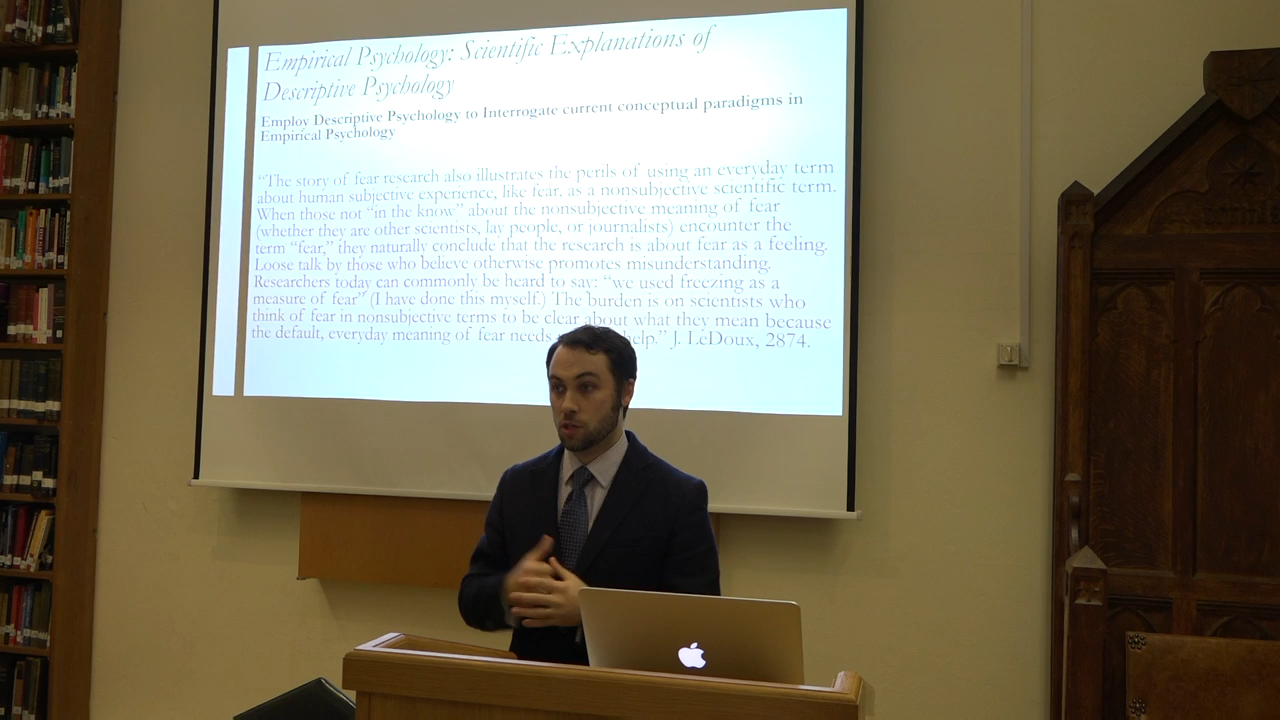 Empirical Psychology: Scientific Explanations of
Descriptive Psychology
Employ Descriptive Psychology to Interrogate current conceptual paradigms in
Empirical Psychology
“The story of fear research also illustrates the perils of using an everyday term
about human subjective experience, like fear, as a nonsubjective scientific term.
When those not “in the know” about the nonsubjective meaning of fear
(whether they are other scientists, lay people, or journalists) encounter the
term “fear,” they naturally conclude that the research is about fear as a feeling.
Loose talk by those who believe otherwise promotes misunderstanding.
Researchers today can commonly be heard to say: “we used freezing as a
measure of fear” (I have done this myself.) The burden is on scientists who
think of fear in nonsubjective terms to be clear about what they mean because
the default, everyday meaning of fear needs help.” J. LeDoux, 2874.